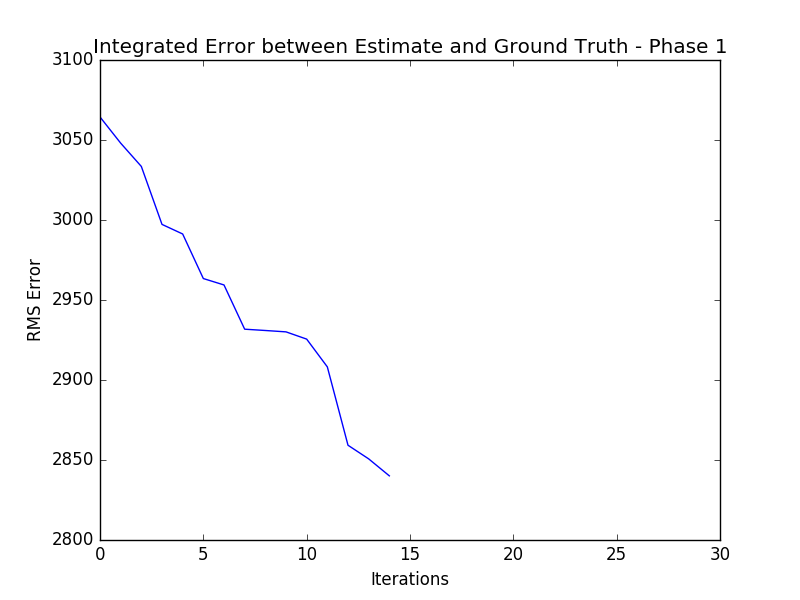 Integrated Error between Estimate and Ground Truth - Phase 1
3100
3050
3000
2950
2900
2850
2800
RMS Error
0 5 10 15 20 25 30
Iterations